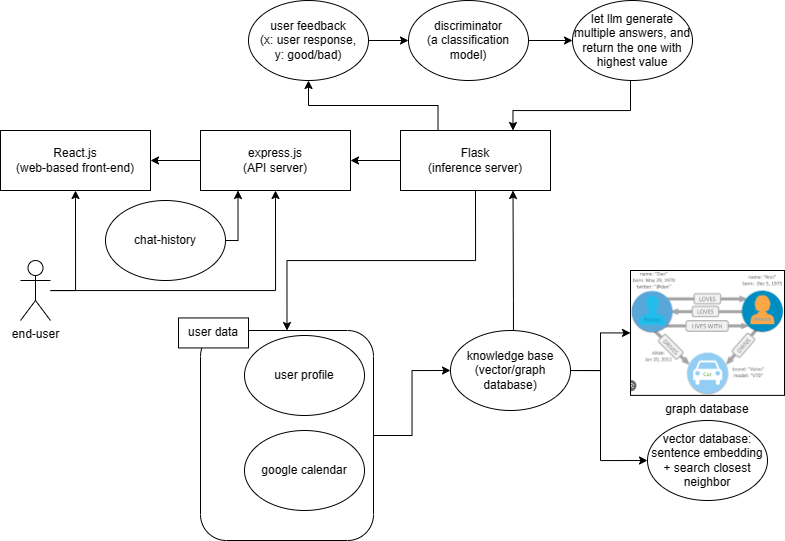 user feedback
(x: user response,
y: good/bad)
discriminator
(a classification
model)
let llm generate
multiple answers, and
return the one with
highest value
React.js
(web-based front-end)
express.js
(API server)
Flask
(inference server)
chat-history
end-user
user data
user profile
google calendar
knowledge base
(vector/graph
database)
name: "Dan"
born: May 29, 1970
twitter: "@dan"
name: "Ann"
born: Dec 5, 1975
LOVES
LOVES
LIVES WITH
DRIVES
OWNS
since:
Jan 10, 2011
Car
brand: "Volvo"
model: "V70"
graph database
vector database:
sentence embedding
+ search closest
neighbor